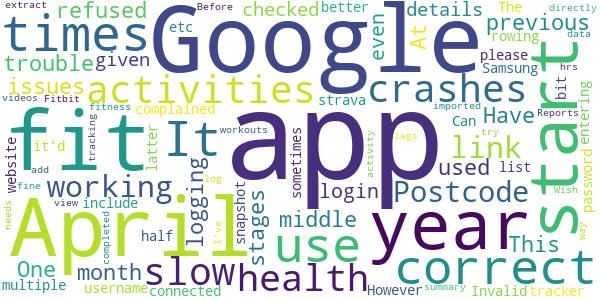 extract refused Google checked better details
Before times trouble etc given even At The previous rowing
issues activities crashes please Samsung bit
videos Fitbit complained strava Can Have hrs directly data entering
fit It app start
website it'd tracking fitness latter logging workouts sometimes lags link imported Reports
add fine working login used list try password
April stages snapshot activity Postcode Wish
needs view completed include log middle year This way
One month half I've use correct
multiple username slow connected health However summary Invalid tracker